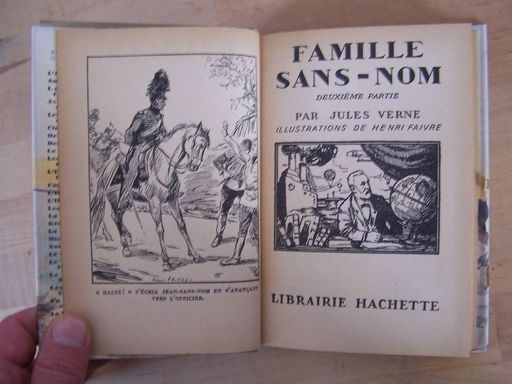 « HALTE! » S'ÉCRIA JEAN-SANS-NOM EN S'AVANÇANT
VERS L'OFFICIER.
FAMILLE
SANS-NOM
DEUXIÈME PARTIE
PAR JULES VERNE
ILLUSTRATIONS DE HENRI FAIVRE
LIBRAIRIE HACHETTE